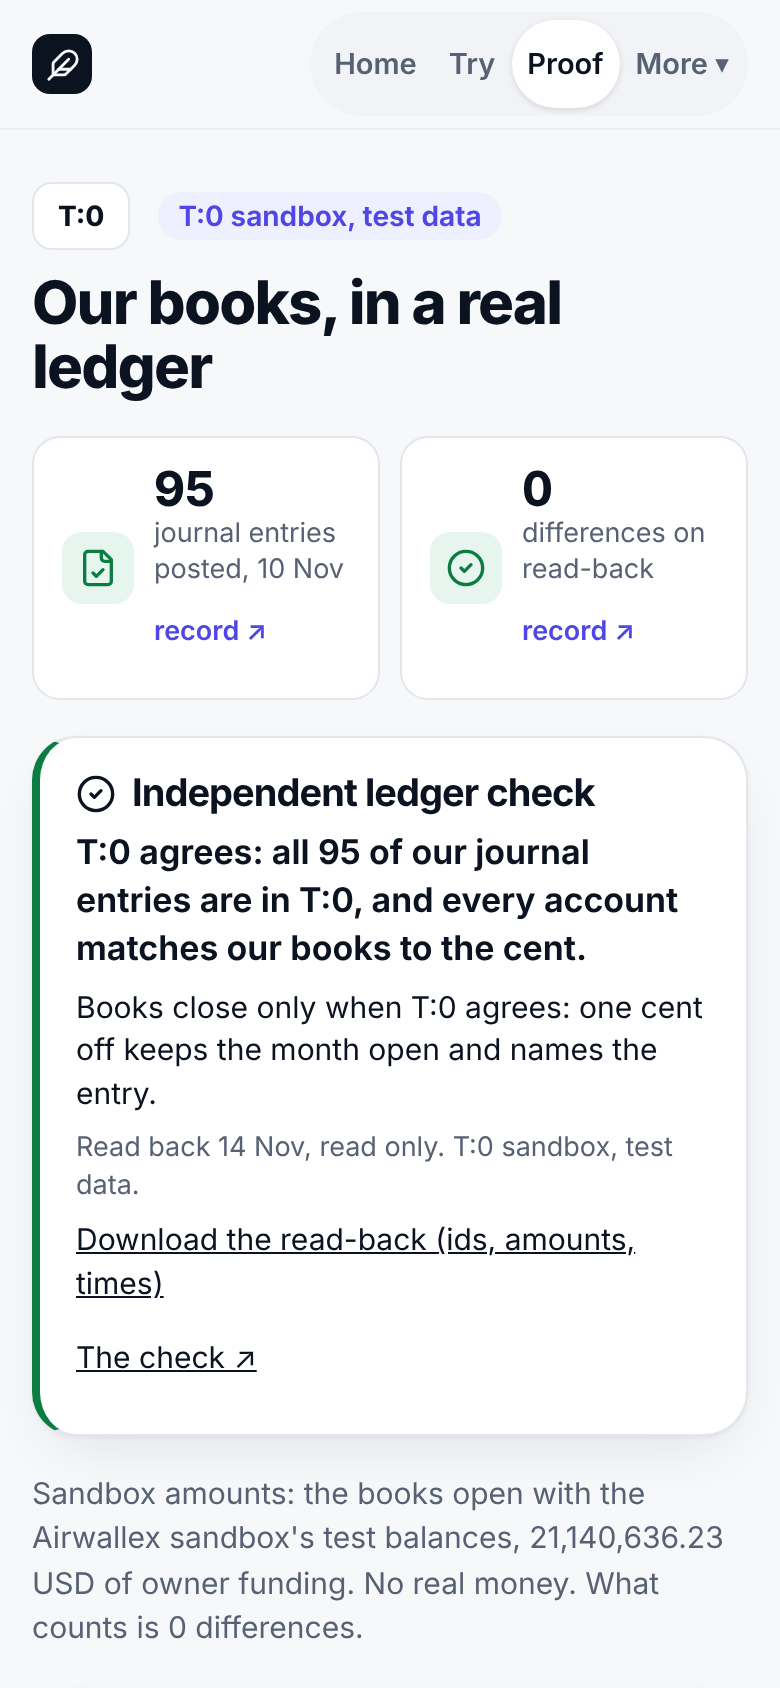 Home Try Proof More ▾
T:0 T:0 sandbox, test data
Our books, in a real
ledger
95
journal entries
posted, 10 Nov
record ↗
0
differences on
read-back
record ↗
Independent ledger check
T:0 agrees: all 95 of our journal
entries are in T:0, and every account
matches our books to the cent.
Books close only when T:0 agrees: one cent
off keeps the month open and names the
entry.
Read back 14 Nov, read only. T:0 sandbox, test
data.
Download the read-back (ids, amounts,
times)
The check ↗
Sandbox amounts: the books open with the
Airwallex sandbox's test balances, 21,140,636.23
USD of owner funding. No real money. What
counts is 0 differences.